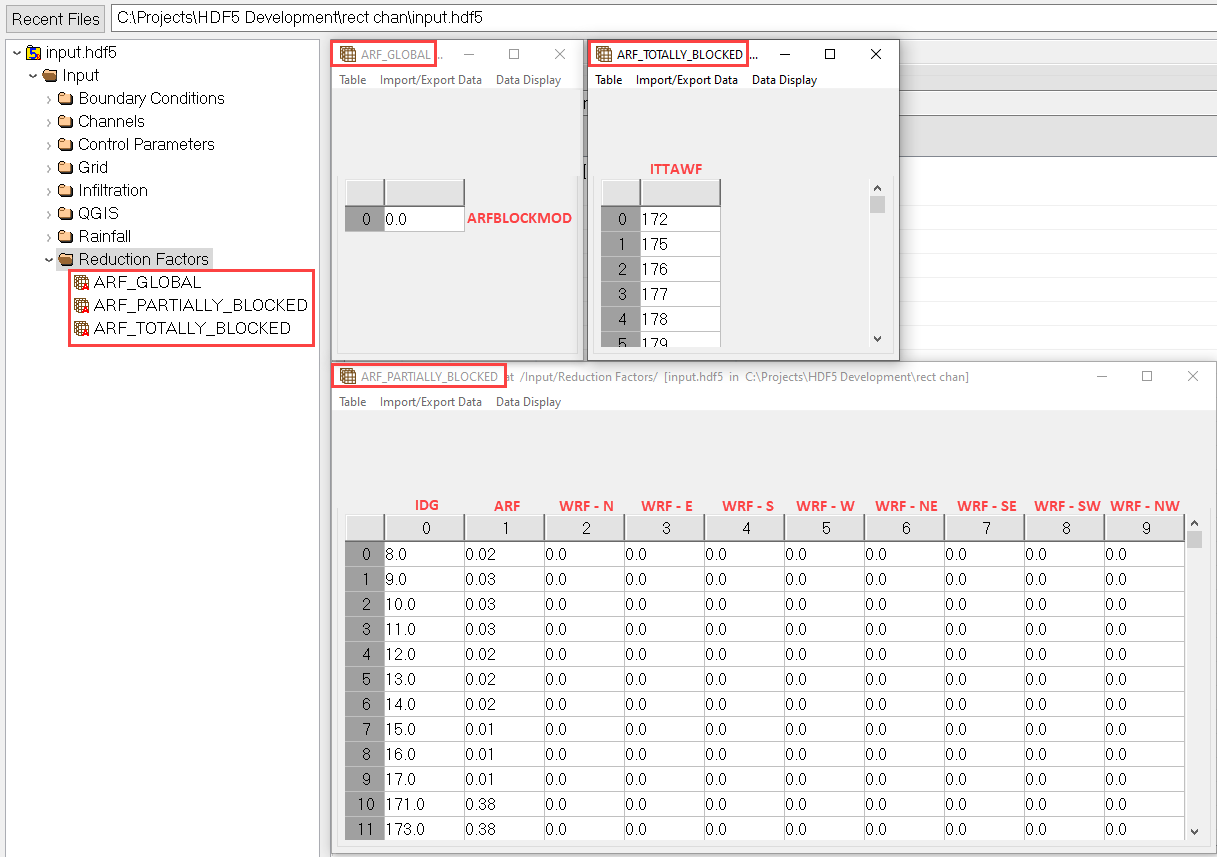 Recent Files C:\Projects\HDF5 Development\rect chan\input.hdf5
input.hdf5
Input
Boundary Conditions
Channels
Control Parameters
Grid
Infiltration
QGIS
Rainfall
Reduction Factors
ARF_GLOBAL
ARF_PARTIALLY_BLOCKED
ARF_TOTALLY_BLOCKED
ARF_GLOBAL ...
Table Import/Export Data Data Display
0 0.0 ARFBLOCKMOD
ARF_TOTALLY_BLOCKED ...
Table Import/Export Data Data Display
ITTAWF
0 172
1 175
2 176
3 177
4 178
5 179
ARF_PARTIALLY_BLOCKED at /Input/Reduction Factors/ [input.hdf5 in C:\Projects\HDF5 Development\rect chan]
Table Import/Export Data Data Display
IDG ARF WRF - N WRF - E WRF - S WRF - W WRF - NE WRF - SE WRF - SW WRF - NW
0 1 2 3 4 5 6 7 8 9
0 8.0 0.02 0.0 0.0 0.0 0.0 0.0 0.0 0.0 0.0
1 9.0 0.03 0.0 0.0 0.0 0.0 0.0 0.0 0.0 0.0
2 10.0 0.03 0.0 0.0 0.0 0.0 0.0 0.0 0.0 0.0
3 11.0 0.03 0.0 0.0 0.0 0.0 0.0 0.0 0.0 0.0
4 12.0 0.02 0.0 0.0 0.0 0.0 0.0 0.0 0.0 0.0
5 13.0 0.02 0.0 0.0 0.0 0.0 0.0 0.0 0.0 0.0
6 14.0 0.02 0.0 0.0 0.0 0.0 0.0 0.0 0.0 0.0
7 15.0 0.01 0.0 0.0 0.0 0.0 0.0 0.0 0.0 0.0
8 16.0 0.01 0.0 0.0 0.0 0.0 0.0 0.0 0.0 0.0
9 17.0 0.01 0.0 0.0 0.0 0.0 0.0 0.0 0.0 0.0
10 171.0 0.38 0.0 0.0 0.0 0.0 0.0 0.0 0.0 0.0
11 173.0 0.38 0.0 0.0 0.0 0.0 0.0 0.0 0.0 0.0